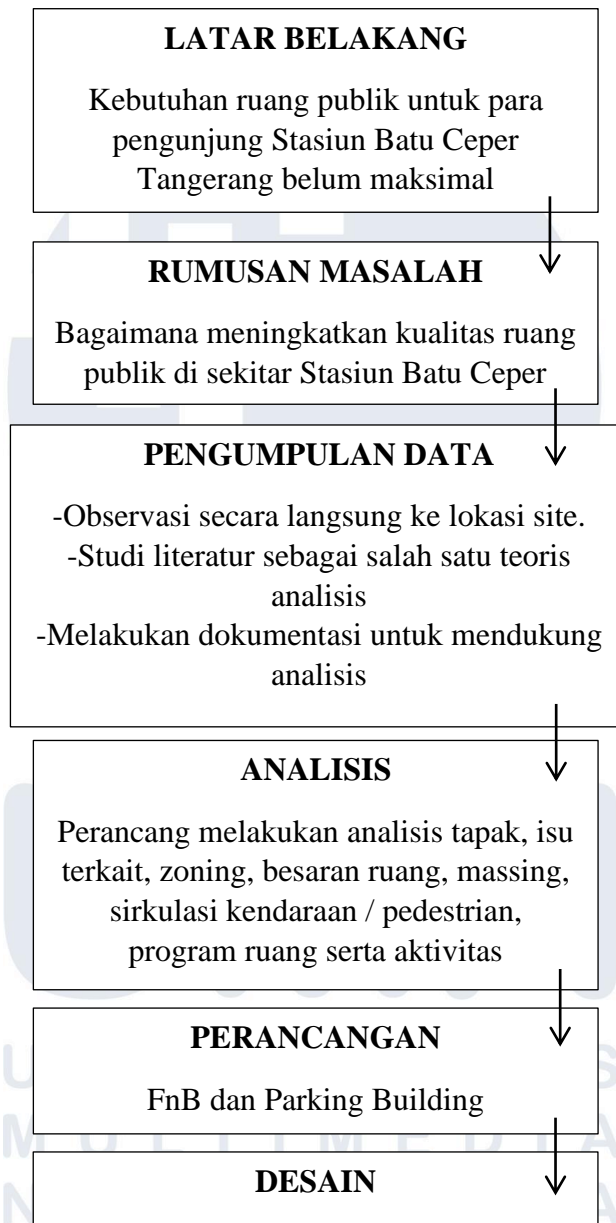 LATAR BELAKANG
Kebutuhan ruang publik untuk para
pengunjung Stasiun Batu Ceper
Tangerang belum maksimal
RUMUSAN MASALAH
Bagaimana meningkatkan kualitas ruang
publik di sekitar Stasiun Batu Ceper
PENGUMPULAN DATA
-Observasi secara langsung ke lokasi site.
-Studi literatur sebagai salah satu teoris
analisis
-Melakukan dokumentasi untuk mendukung
analisis
ANALISIS
Perancang melakukan analisis tapak, isu
terkait, zoning, besaran ruang, massing,
sirkulasi kendaraan / pedestrian,
program ruang serta aktivitas
PERANCANGAN
FnB dan Parking Building
DESAIN